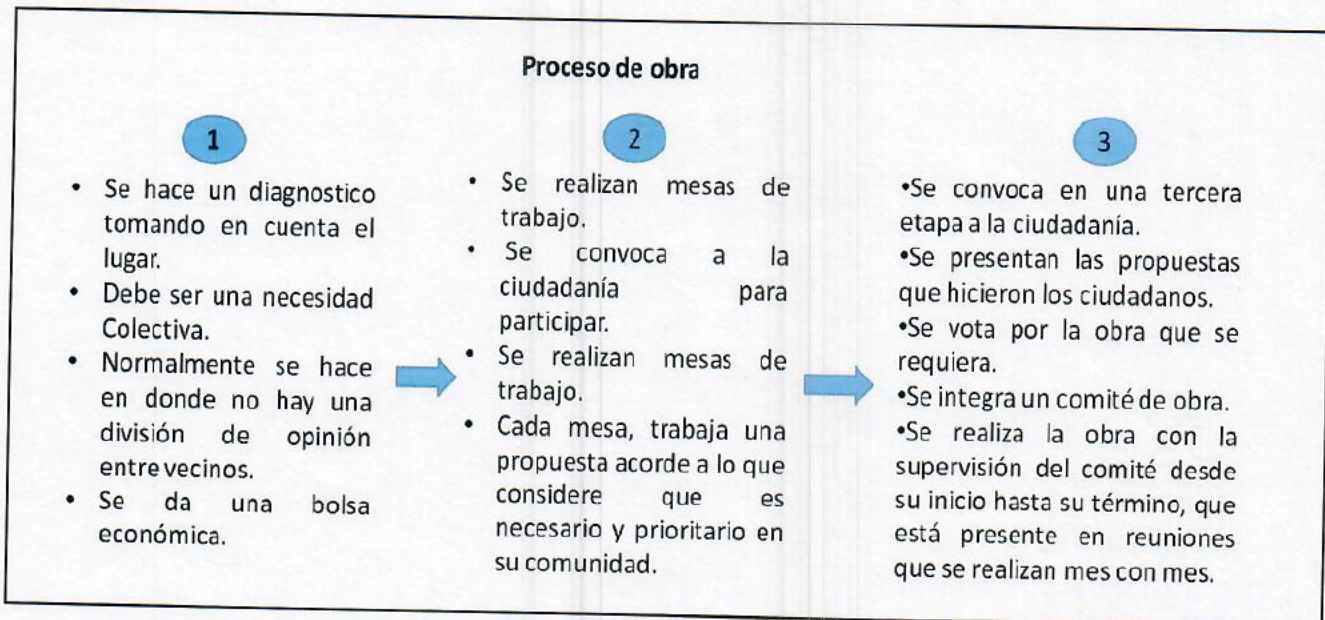 Proceso de obra
1
• Se hace un diagnostico
tomando en cuenta el
lugar.
• Debe ser una necesidad
Colectiva.
• Normalmente se hace
en donde no hay una
división de opinión
entre vecinos.
• Se da una bolsa
económica.
2
• Se realizan mesas de
trabajo.
• Se convoca a la
ciudadanía para
participar.
• Se realizan mesas de
trabajo.
• Cada mesa, trabaja una
propuesta acorde a lo que
considere que es
necesario y prioritario en
su comunidad.
3
•Se convoca en una tercera
etapa a la ciudadanía.
•Se presentan las propuestas
que hicieron los ciudadanos.
•Se vota por la obra que se
requiera.
•Se integra un comité de obra.
•Se realiza la obra con la
supervisión del comité desde
su inicio hasta su término, que
está presente en reuniones
que se realizan mes con mes.